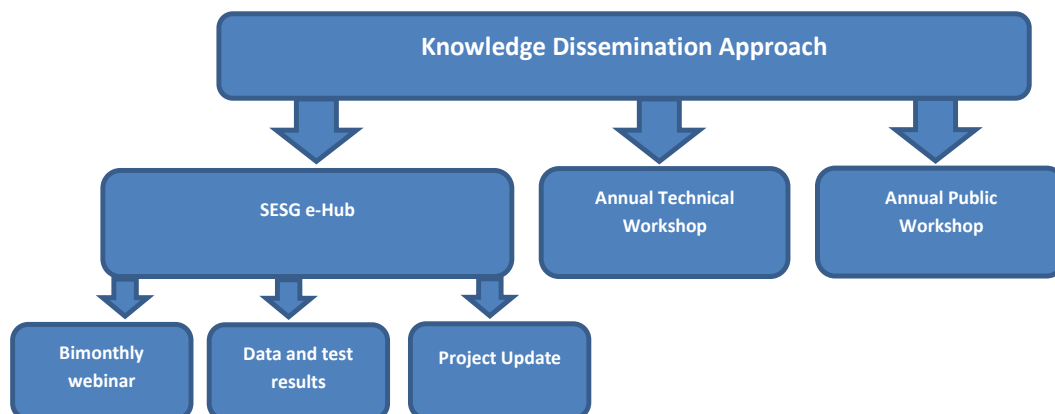 Knowledge Dissemination Approach
SESG e-Hub
Annual Technical
Workshop
Annual Public
Workshop
Bimonthly
webinar
Data and test
results
Project Update